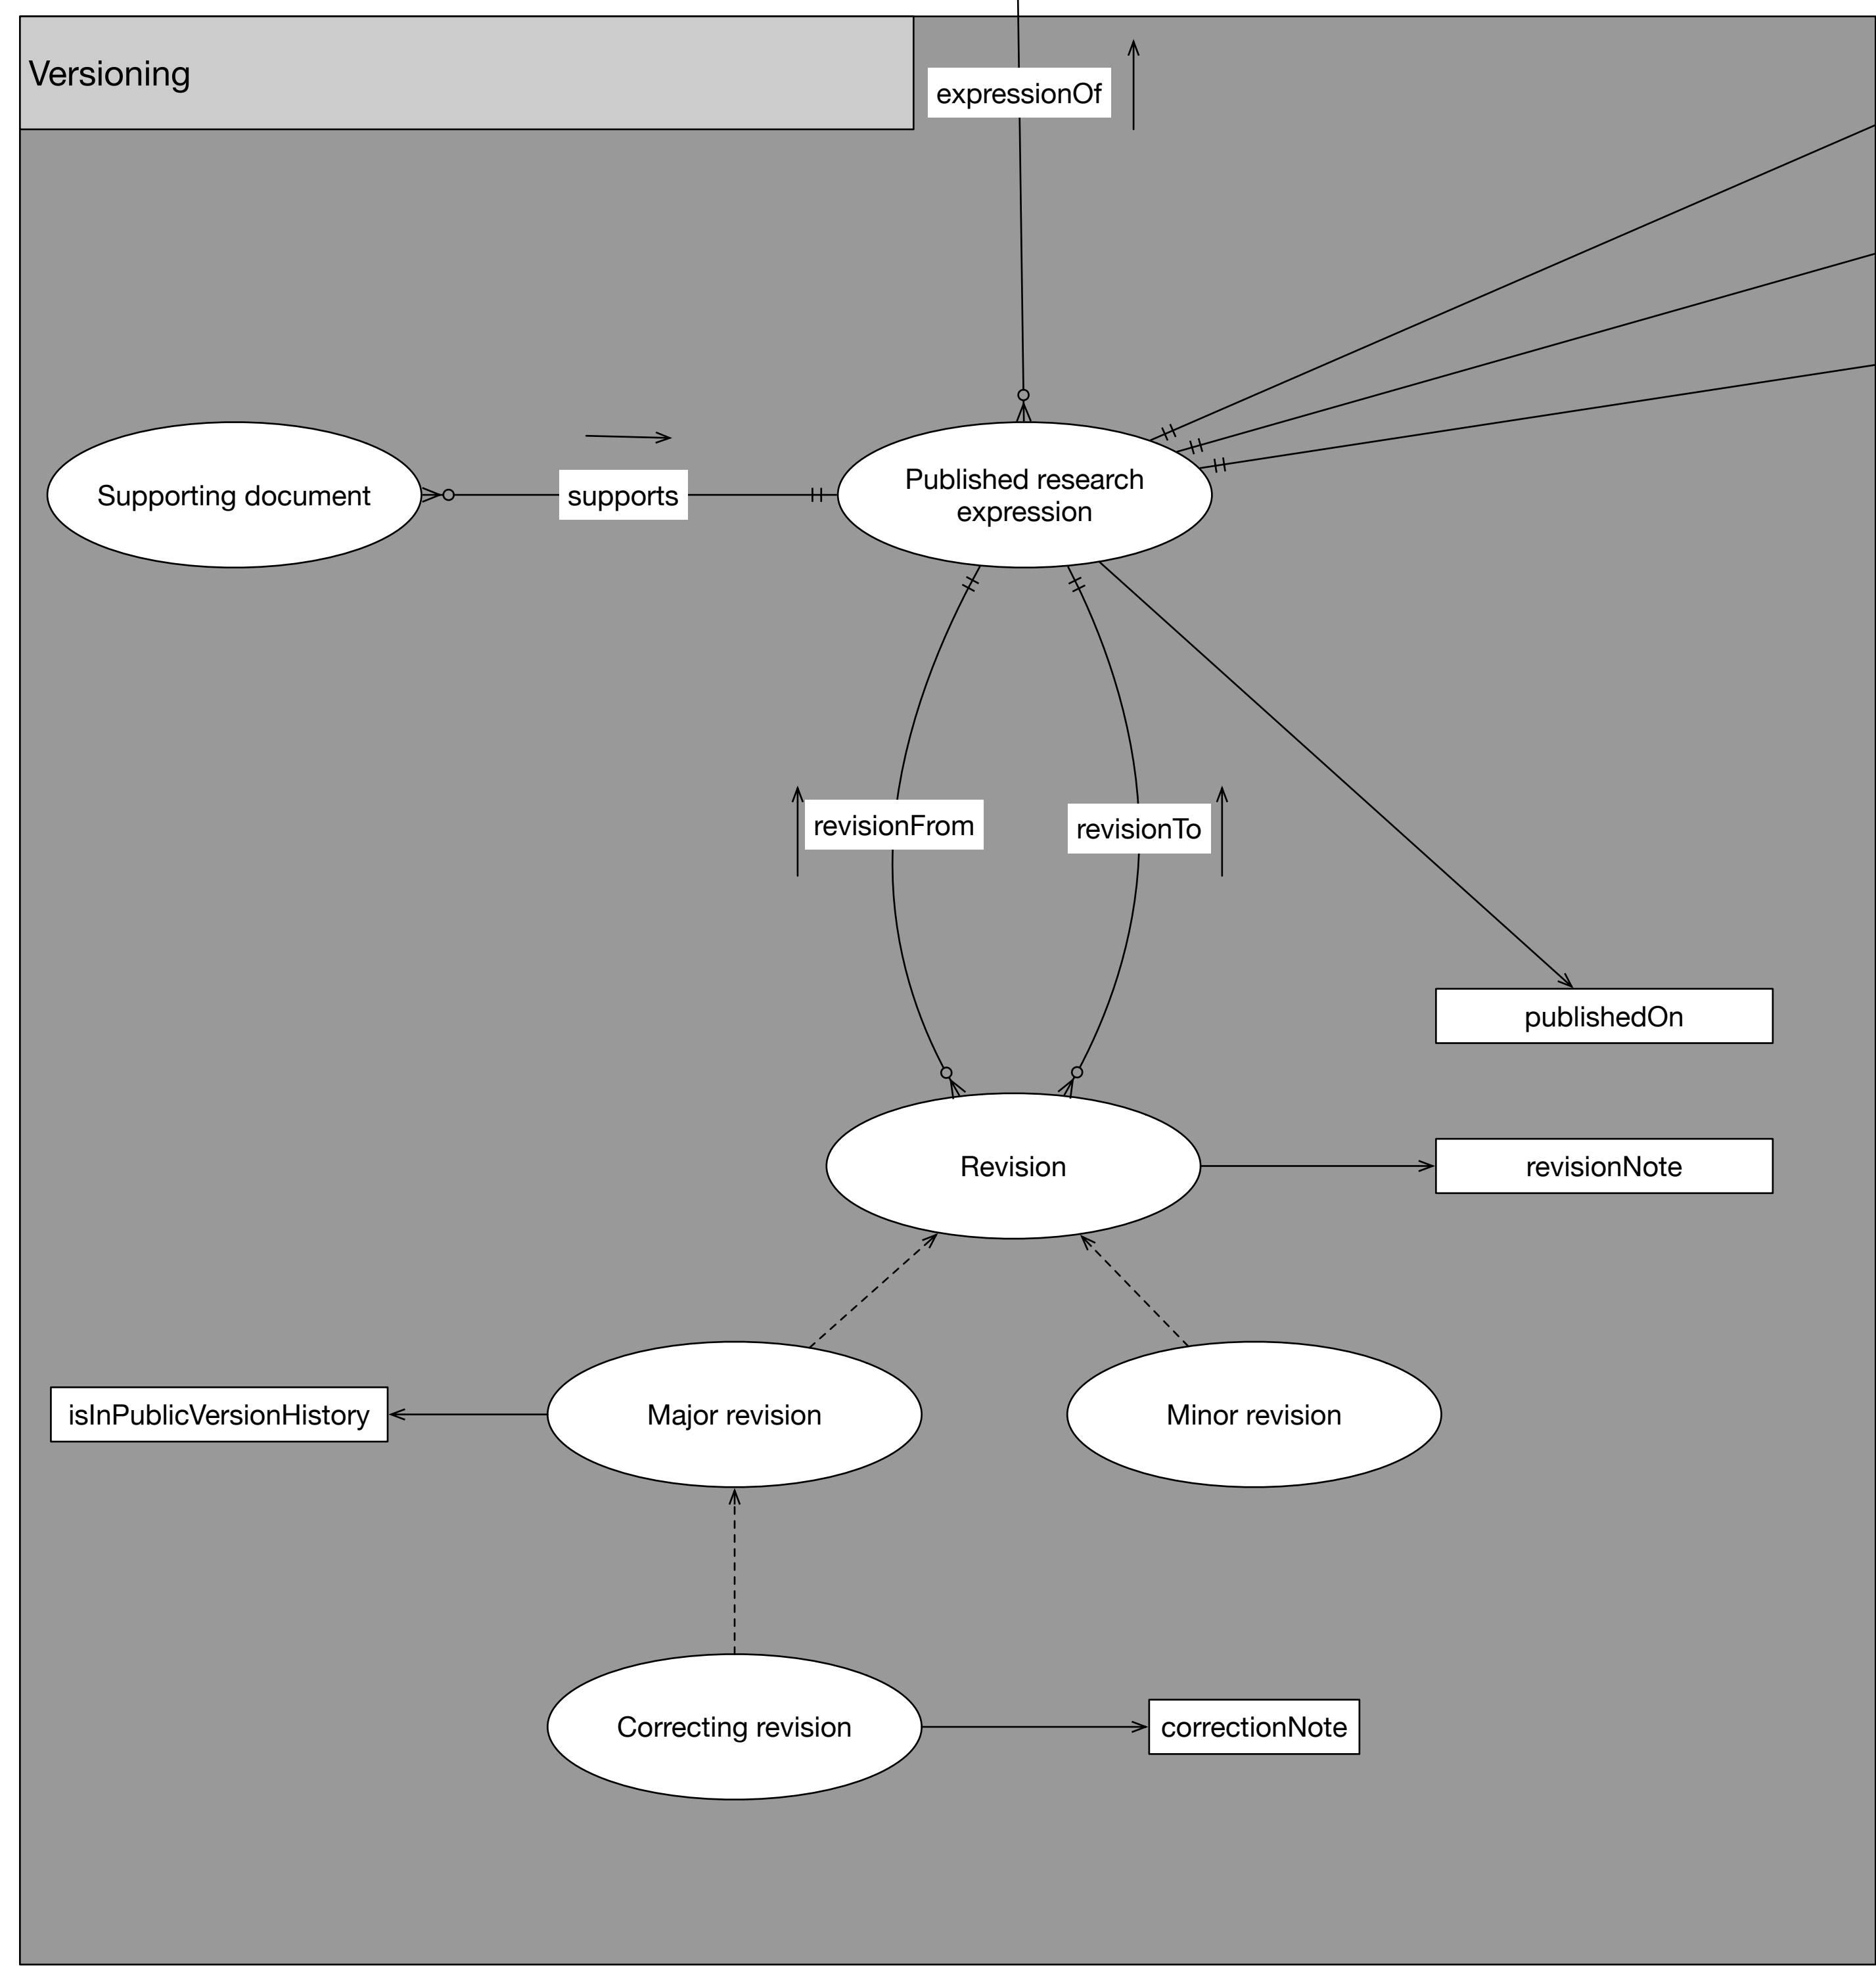 Versioning
expressionOf
Supporting document
supports
Published research
expression
revisionFrom
revisionTo
publishedOn
Revision
revisionNote
isInPublicVersionHistory
Major revision
Minor revision
Correcting revision
correctionNote